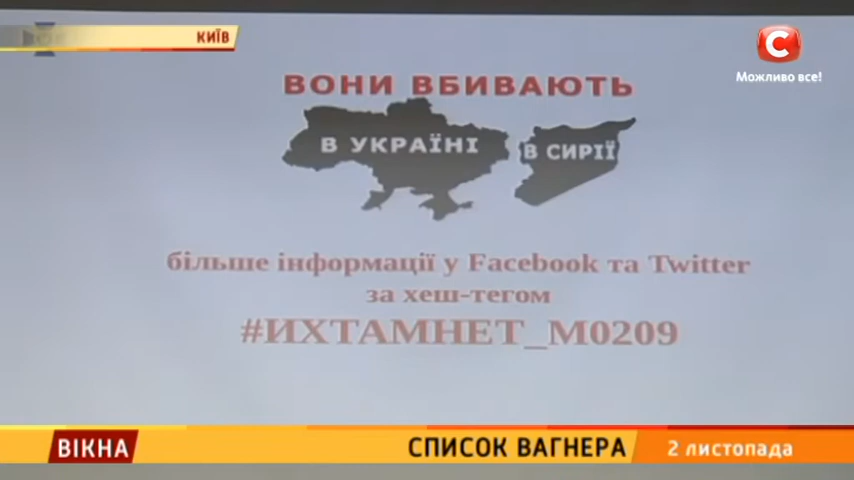 КИЇВ
Можливо все!
ВОНИ ВБИВАЮТЬ
В УКРАЇНІ
В СИРІЇ
більше інформації у Facebook та Twitter
за хеш-тегом
#ИХТАМНЕТ_М0209
ВІКНА
СПИСОК ВАГНЕРА
2 листопада